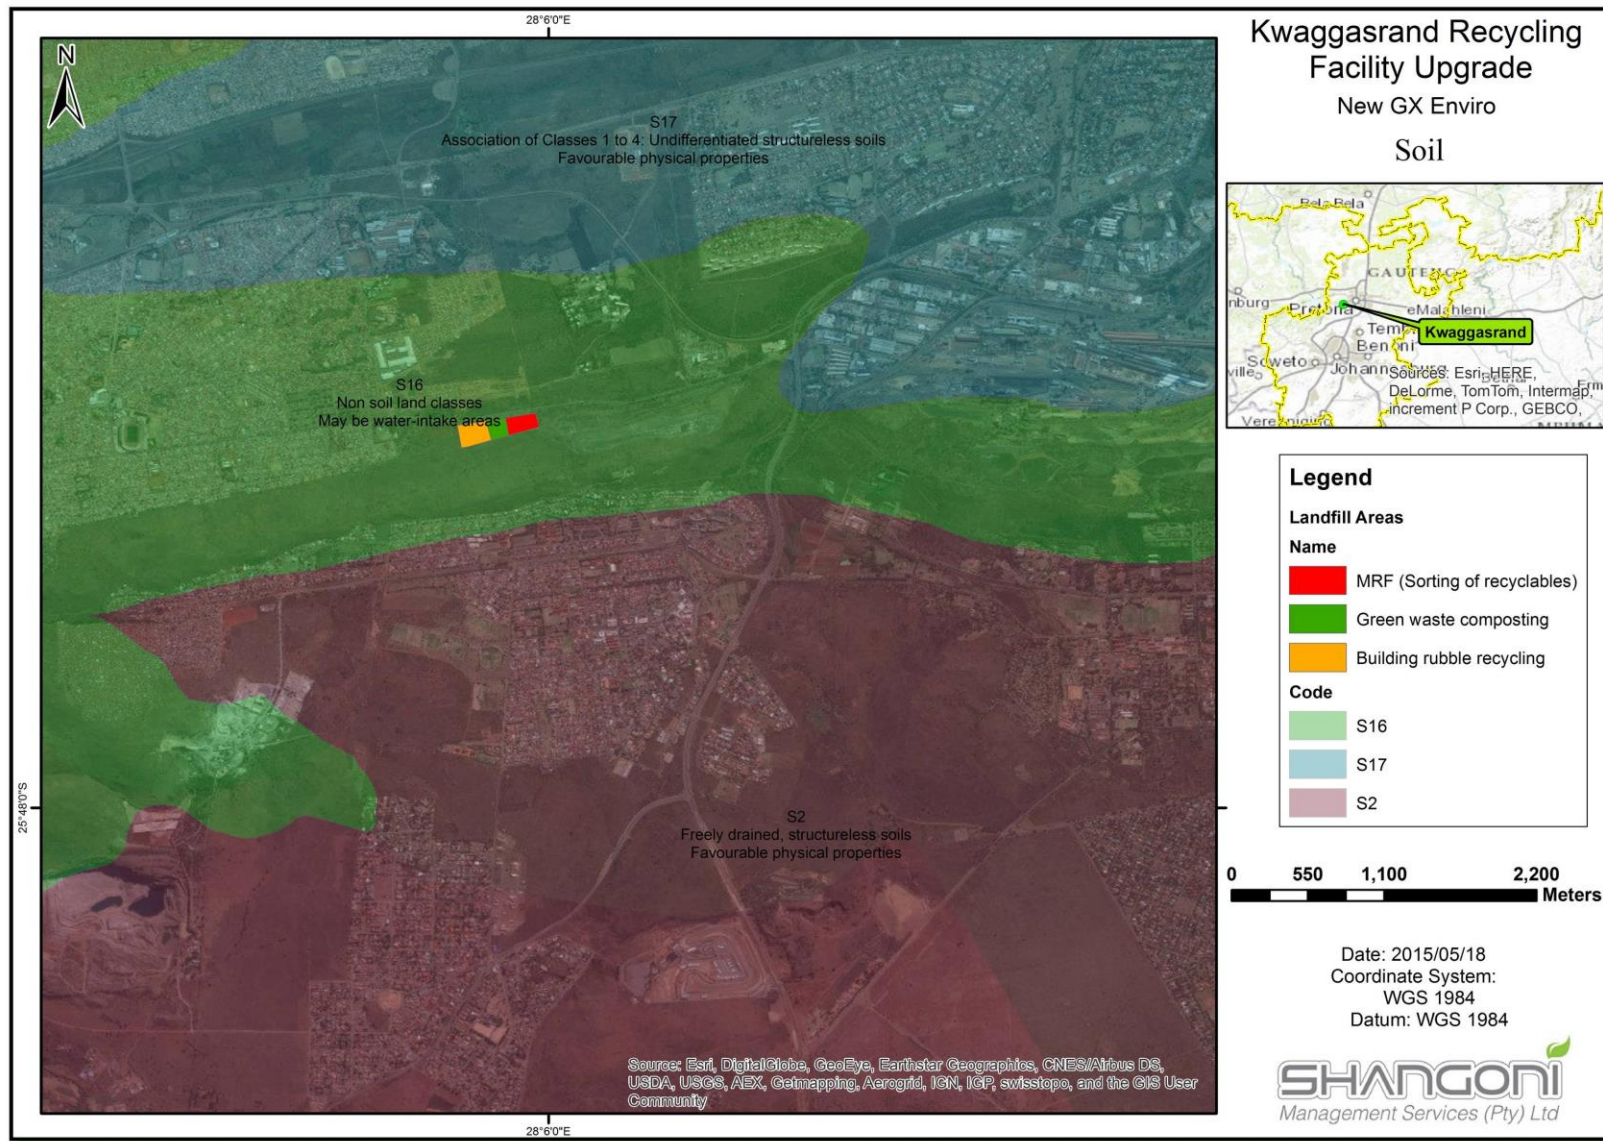 28°6'0"E
N
S17
Association of Classes 1 to 4: Undifferentiated structureless soils
Favourable physical properties
S16
Non soil land classes
May be water-intake areas
S2
Freely drained, structureless soils
Favourable physical properties
25°48'0"S
Source: Esri, DigitalGlobe, GeoEye, Earthstar Geographics, CNES/Airbus DS,
USDA, USGS, AEX, Getmapping, Aerogrid, IGN, IGP, swisstopo, and the GIS User
Community
28°6'0"E
Kwaggasrand Recycling
Facility Upgrade
New GX Enviro
Soil
Bela Bela
GAUTENG
nburg
Pretoria
eMalahleni
Kwaggasrand
Benoni
Soweto
ville
Sources: Esri, HERE,
DeLorme, TomTom, Intermap,
increment P Corp., GEBCO,
Legend
Landfill Areas
Name
MRF (Sorting of recyclables)
Green waste composting
Building rubble recycling
Code
S16
S17
S2
0 550 1,100 2,200
Meters
Date: 2015/05/18
Coordinate System:
WGS 1984
Datum: WGS 1984
SHANGONI
Management Services (Pty) Ltd